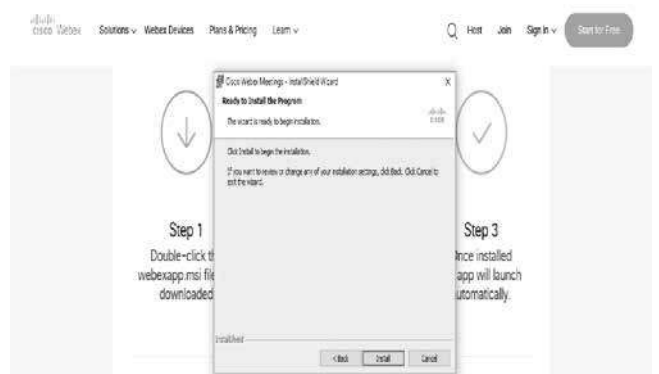 CISCO Webex Solutions Webex Devices Plans & Pricing Learn Host Join Sign in Start for Free
Cisco Webex Meetings - InstallShield Wizard X
Ready to Install the Program
The wizard is ready to begin installation.
CISCO
Click Install to begin the installation.
If you want to review or change any of your installation settings, click Back. Click Cancel to
exit the wizard.
Step 1
Double-click th
webexapp.msi file
downloaded
Step 3
Once installed
app will launch
automatically.
InstallShield
< Back Install Cancel